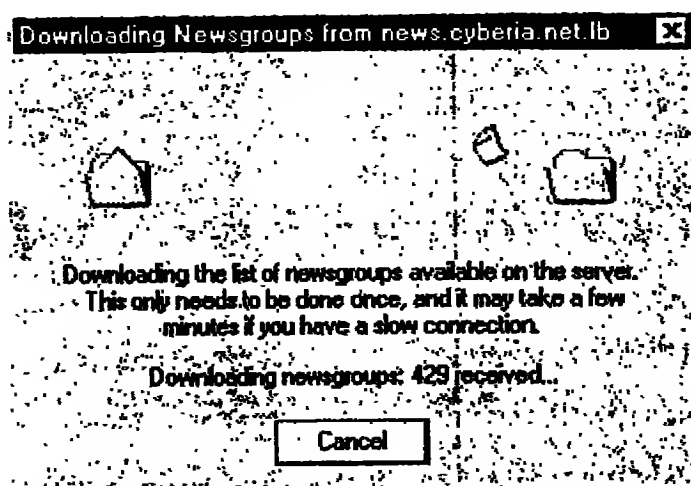 Downloading Newsgroups from news.cyberia.net.lb
Downloading the list of newsgroups available on the server.
This only needs to be done once, and it may take a few
minutes if you have a slow connection.
Downloading newsgroups: 429 received...
Cancel